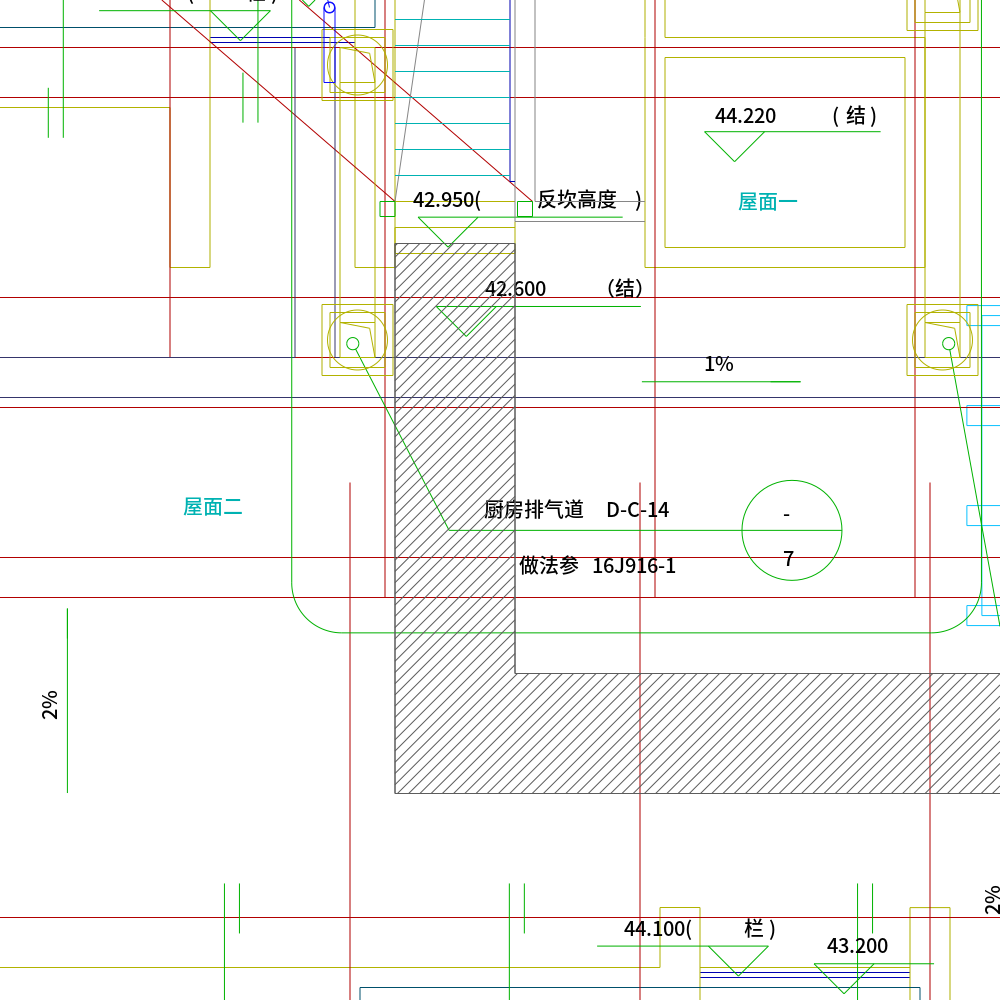 44.220 ( 结 )
42.950( 反坎高度 )
屋面一
42.600 （结）
1%
屋面二
厨房排气道 D-C-14
-
7
做法参 16J916-1
2%
2%
44.100( 栏 )
43.200